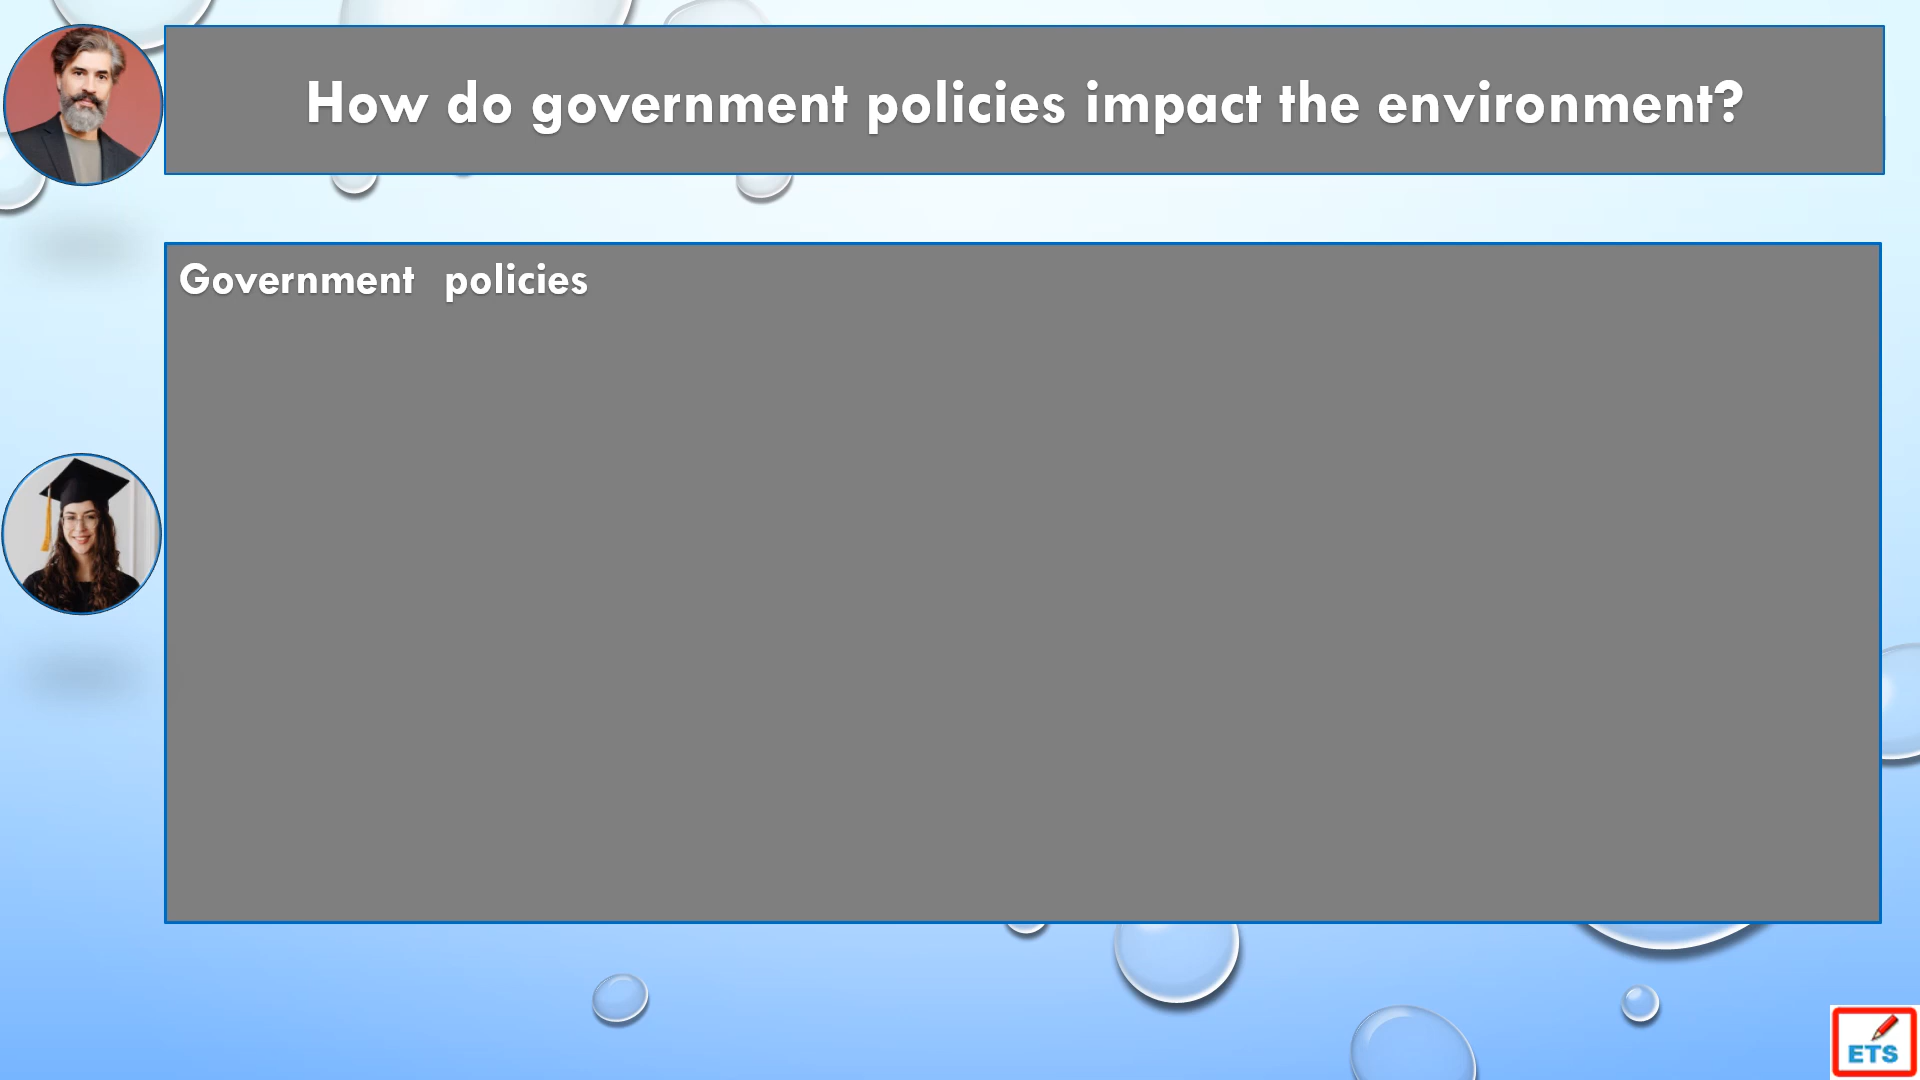 How do government policies impact the environment?
Government policies
ETS